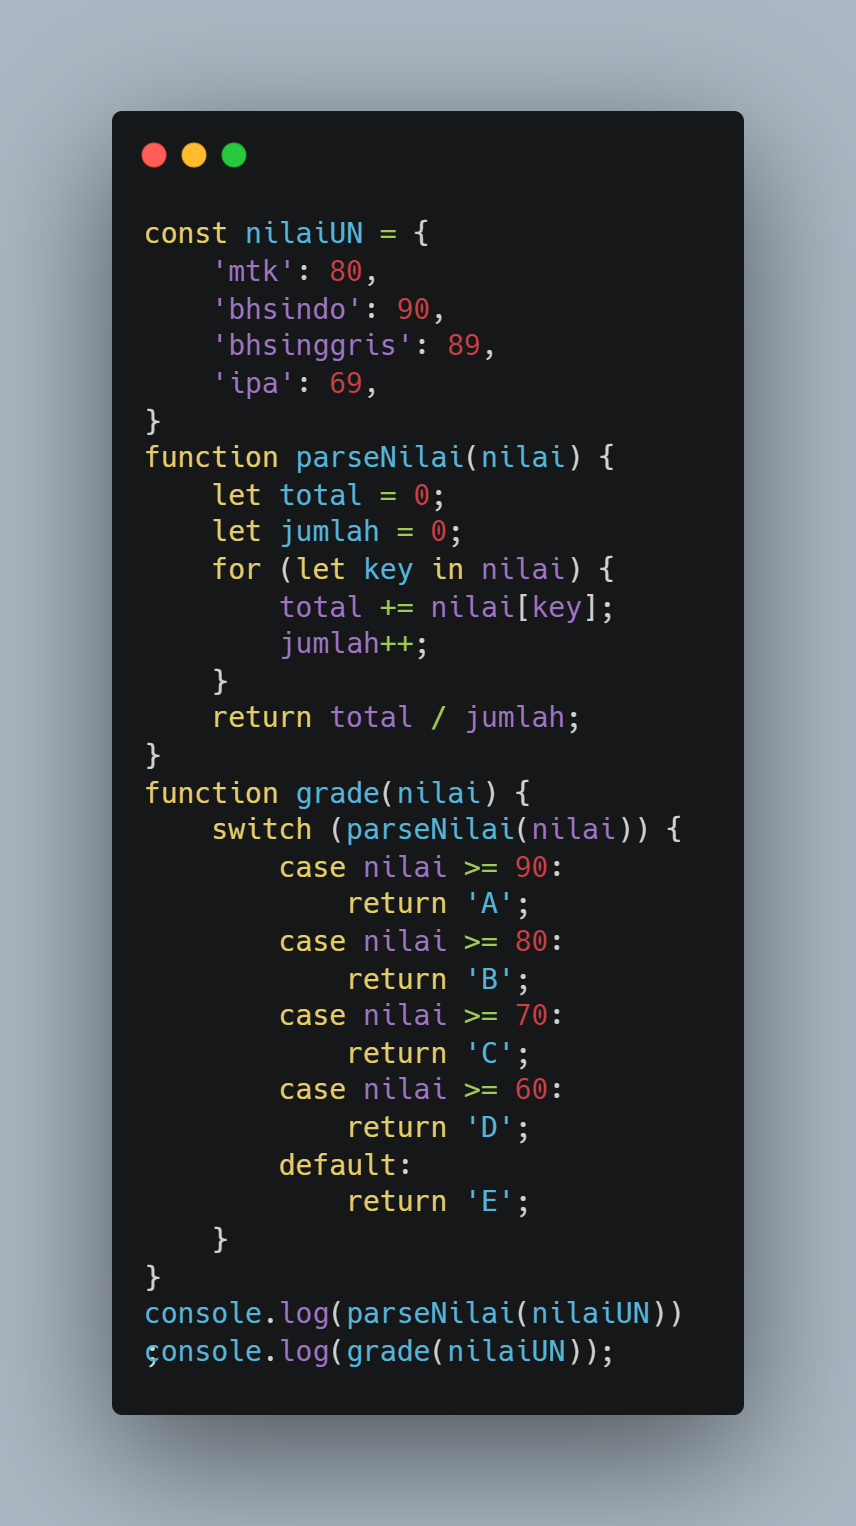 const nilaiUN = {
    'mtk': 80,
    'bhsindo': 90,
    'bhsinggris': 89,
    'ipa': 69,
}
function parseNilai(nilai) {
    let total = 0;
    let jumlah = 0;
    for (let key in nilai) {
        total += nilai[key];
        jumlah++;
    }
    return total / jumlah;
}
function grade(nilai) {
    switch (parseNilai(nilai)) {
        case nilai >= 90:
            return 'A';
        case nilai >= 80:
            return 'B';
        case nilai >= 70:
            return 'C';
        case nilai >= 60:
            return 'D';
        default:
            return 'E';
    }
}
console.log(parseNilai(nilaiUN))
;console.log(grade(nilaiUN));